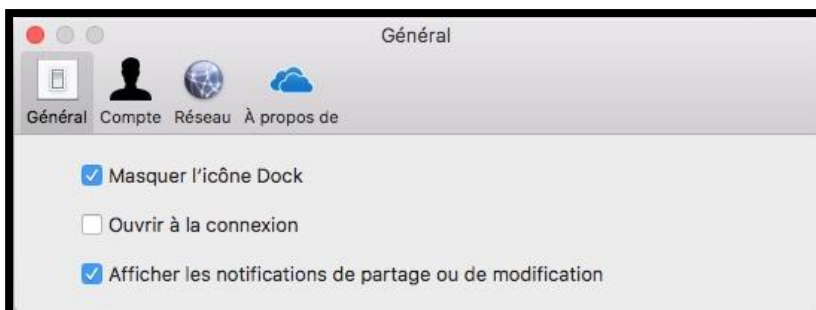 Général
Général Compte Réseau À propos de
Masquer l'icône Dock
Ouvrir à la connexion
Afficher les notifications de partage ou de modification